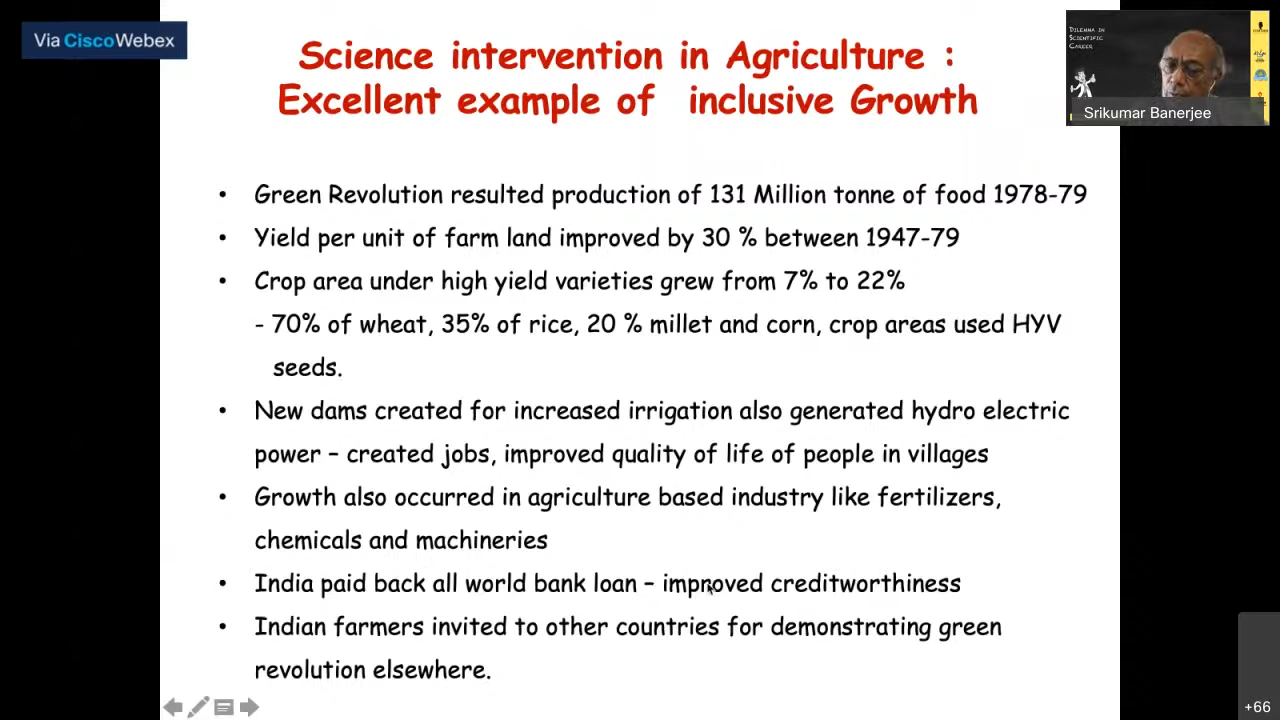 Via CiscoWebex
Science intervention in Agriculture :
Excellent example of inclusive Growth
DILEMMA IN
SCIENTIFIC
CAREER
Srikumar Banerjee
• Green Revolution resulted production of 131 Million tonne of food 1978-79
• Yield per unit of farm land improved by 30 % between 1947-79
• Crop area under high yield varieties grew from 7% to 22%
- 70% of wheat, 35% of rice, 20 % millet and corn, crop areas used HYV
seeds.
• New dams created for increased irrigation also generated hydro electric
power – created jobs, improved quality of life of people in villages
• Growth also occurred in agriculture based industry like fertilizers,
chemicals and machineries
• India paid back all world bank loan – improved creditworthiness
• Indian farmers invited to other countries for demonstrating green
revolution elsewhere.
+66